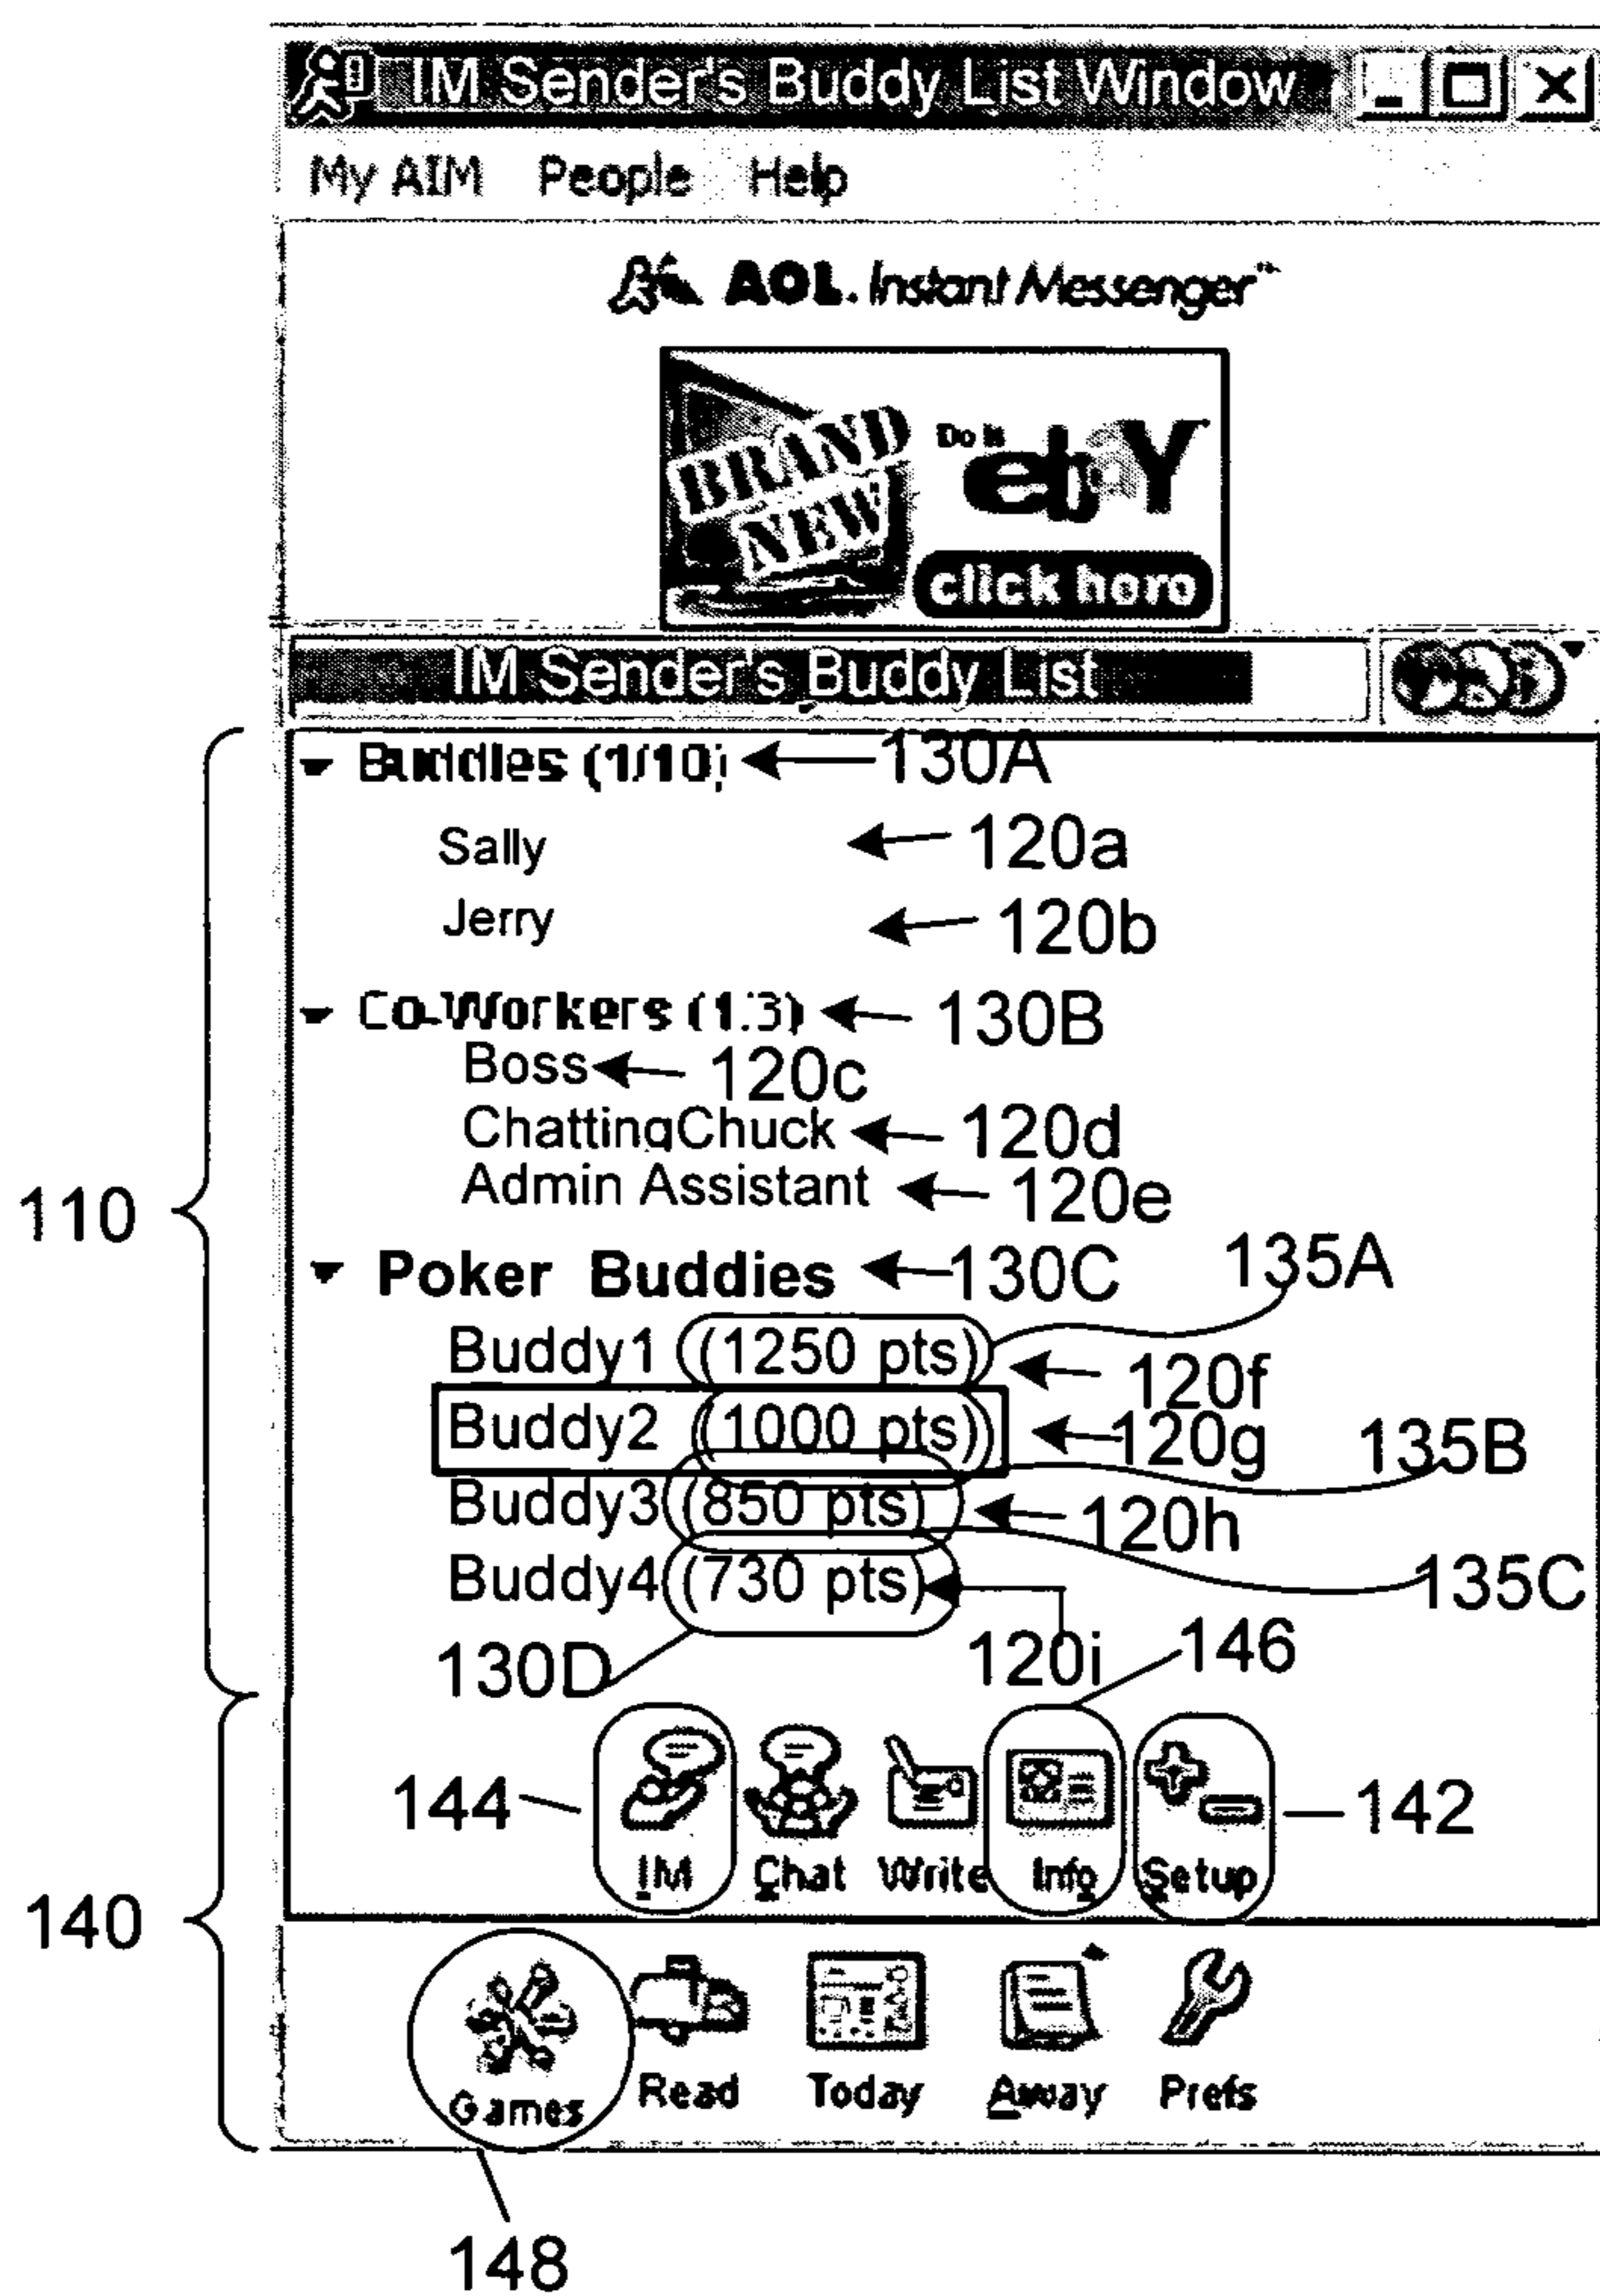 IM Sender's Buddy List Window
My AIM People Help
AOL Instant Messenger™
BRAND NEW
Do it
ebY
click here
IM Sender's Buddy List
Buddies (1/10) 130A
Sally 120a
Jerry 120b
Co-Workers (1/3) 130B
Boss 120c
ChattingChuck 120d
Admin Assistant 120e
110
Poker Buddies 130C 135A
Buddy1 (1250 pts) 120f
Buddy2 (1000 pts) 120g 135B
Buddy3 (850 pts) 120h
Buddy4 (730 pts) 135C
130D 120i 146
144 142
IM Chat Write Info Setup
140
Games Read Today Away Prefs
148